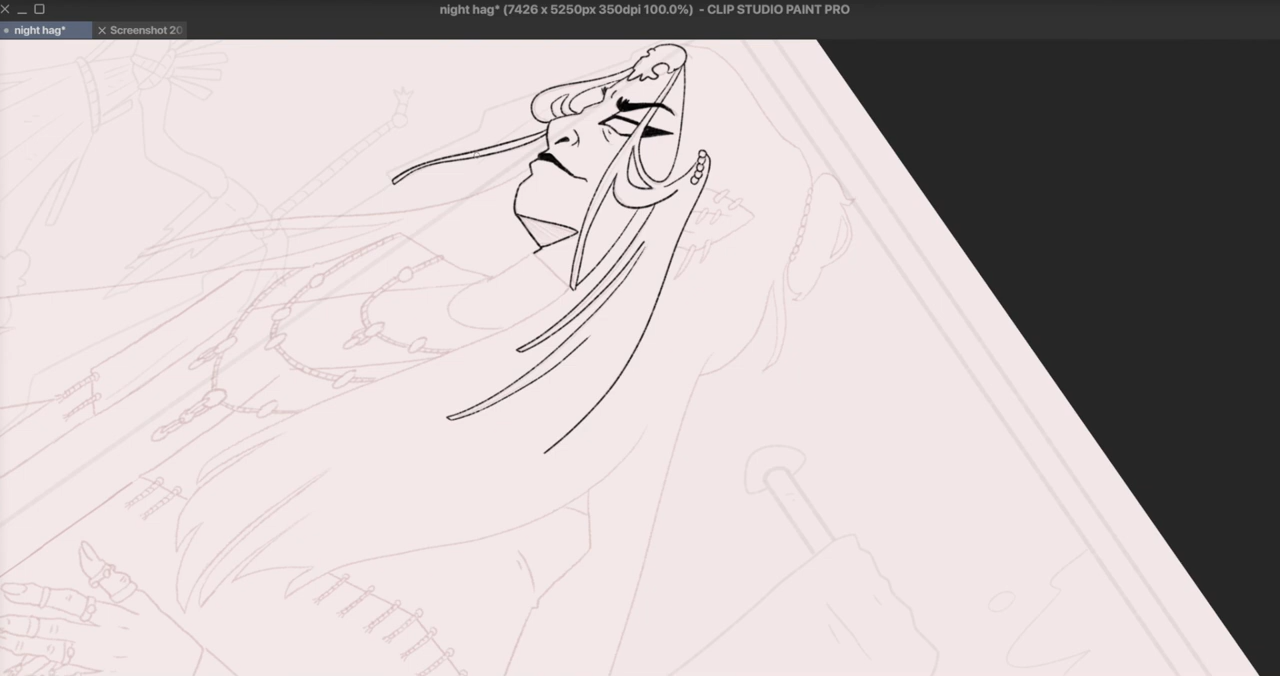 night hag* (7426 x 5250px 350dpi 100.0%) - CLIP STUDIO PAINT PRO
night hag* Screenshot 20